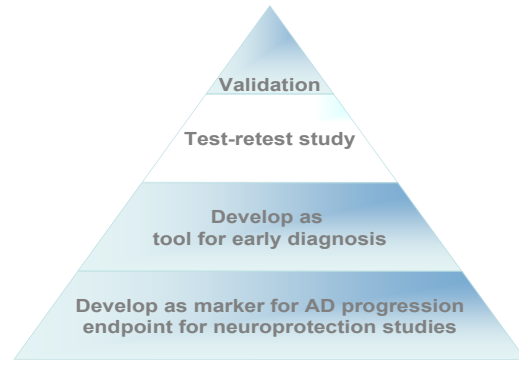 Validation
Test-retest study
Develop as
tool for early diagnosis
Develop as marker for AD progression
endpoint for neuroprotection studies